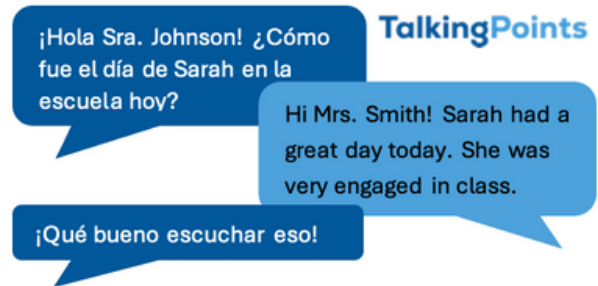 TalkingPoints
¡Hola Sra. Johnson! ¿Cómo
fue el día de Sarah en la
escuela hoy?
Hi Mrs. Smith! Sarah had a
great day today. She was
very engaged in class.
¡Qué bueno escuchar eso!